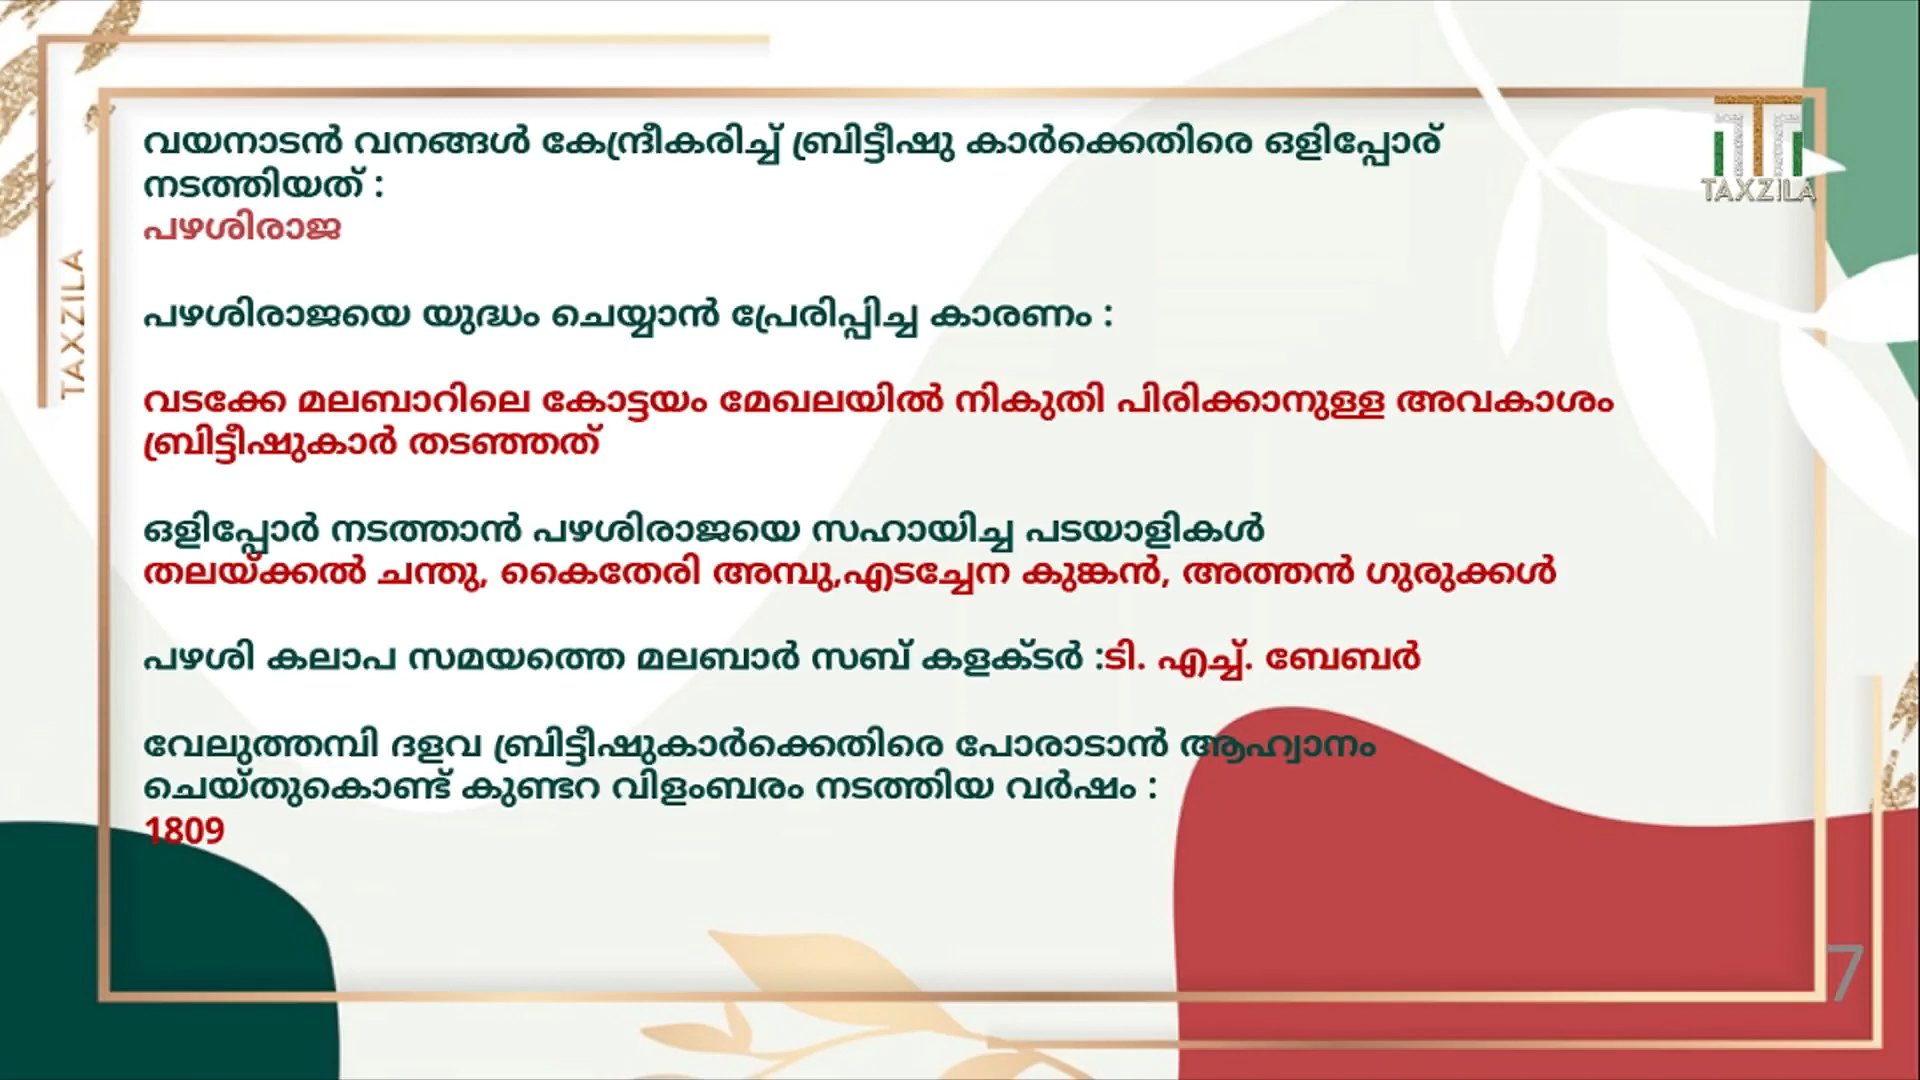 TAXZILA
TAXZILA
വയനാടൻ വനങ്ങൾ കേന്ദ്രീകരിച്ച് ബ്രിട്ടീഷു കാർക്കെതിരെ ഒളിപ്പോര്
നടത്തിയത് :
പഴശിരാജ
പഴശിരാജയെ യുദ്ധം ചെയ്യാൻ പ്രേരിപ്പിച്ച കാരണം :
വടക്കേ മലബാറിലെ കോട്ടയം മേഖലയിൽ നികുതി പിരിക്കാനുള്ള അവകാശം
ബ്രിട്ടീഷുകാർ തടഞ്ഞത്
ഒളിപ്പോർ നടത്താൻ പഴശിരാജയെ സഹായിച്ച പടയാളികൾ
തലയ്ക്കൽ ചന്തു, കൈതേരി അമ്പു,എടച്ചേന കുങ്കൻ, അത്തൻ ഗുരുക്കൾ
പഴശി കലാപ സമയത്തെ മലബാർ സബ് കളക്ടർ :ടി. എച്ച്. ബേബർ
വേലുത്തമ്പി ദളവ ബ്രിട്ടീഷുകാർക്കെതിരെ പോരാടാൻ ആഹ്വാനം
ചെയ്തുകൊണ്ട് കുണ്ടറ വിളംബരം നടത്തിയ വർഷം :
1809
7